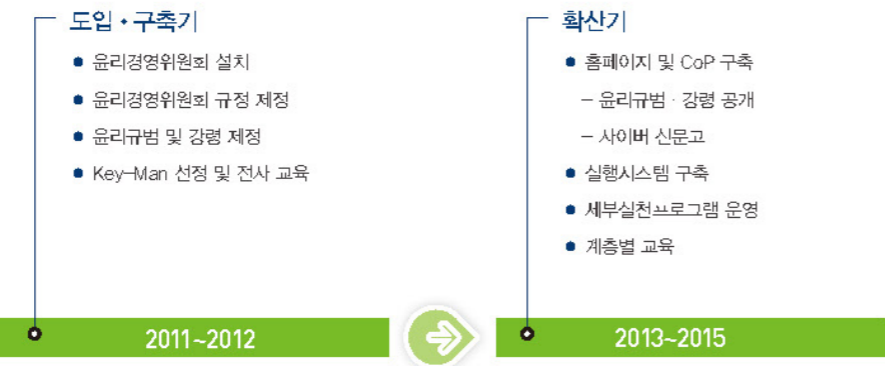 도입 • 구축기
• 윤리경영위원회 설치
• 윤리경영위원회 규정 제정
• 윤리규범 및 강령 제정
• Key-Man 선정 및 전사 교육
2011~2012
확산기
• 홈페이지 및 CoP 구축
- 윤리규범 · 강령 공개
- 사이버 신문고
• 실행시스템 구축
• 세부실천프로그램 운영
• 계층별 교육
2013~2015